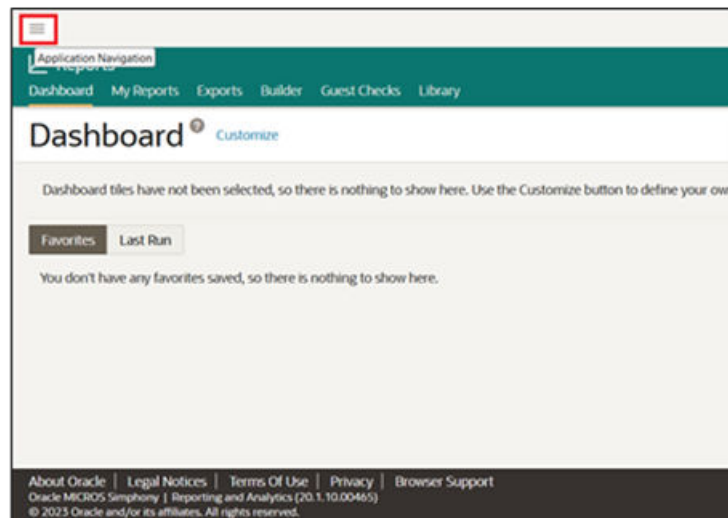 Application Navigation
Reports
Dashboard My Reports Exports Builder Guest Checks Library
Dashboard ? Customize
Dashboard tiles have not been selected, so there is nothing to show here. Use the Customize button to define your own
Favorites Last Run
You don't have any favorites saved, so there is nothing to show here.
About Oracle | Legal Notices | Terms Of Use | Privacy | Browser Support
Oracle MICROS Simphony | Reporting and Analytics (20.1.10.00465)
© 2023 Oracle and/or its affiliates. All rights reserved.